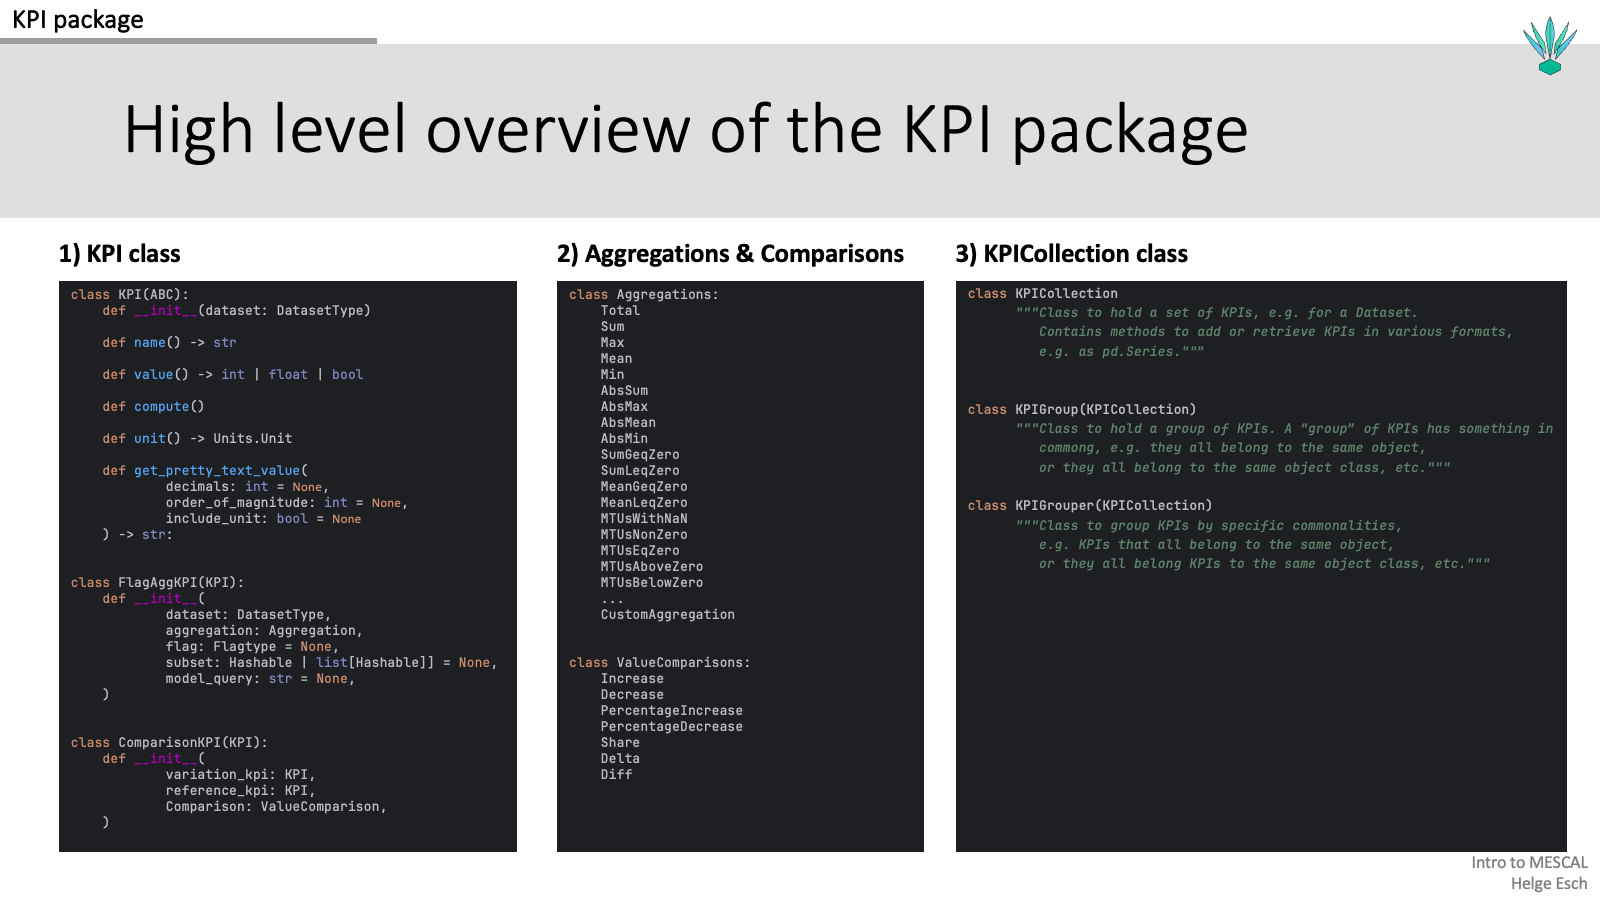 KPI package
High level overview of the KPI package
1) KPI class
class KPI(ABC):
    def __init__(dataset: DatasetType)
    def name() -> str
    def value() -> int | float | bool
    def compute()
    def unit() -> Units.Unit
    def get_pretty_text_value(
            decimals: int = None,
            order_of_magnitude: int = None,
            include_unit: bool = None
    ) -> str:
class FlagAggKPI(KPI):
    def __init__(
            dataset: DatasetType,
            aggregation: Aggregation,
            flag: Flagtype = None,
            subset: Hashable | list[Hashable]] = None,
            model_query: str = None,
    )
class ComparisonKPI(KPI):
    def __init__(
            variation_kpi: KPI,
            reference_kpi: KPI,
            Comparison: ValueComparison,
    )
2) Aggregations & Comparisons
class Aggregations:
    Total
    Sum
    Max
    Mean
    Min
    AbsSum
    AbsMax
    AbsMean
    AbsMin
    SumGeqZero
    SumLeqZero
    MeanGeqZero
    MeanLeqZero
    MTUsWithNaN
    MTUsNonZero
    MTUsEqZero
    MTUsAboveZero
    MTUsBelowZero
    ...
    CustomAggregation
class ValueComparisons:
    Increase
    Decrease
    PercentageIncrease
    PercentageDecrease
    Share
    Delta
    Diff
3) KPICollection class
class KPICollection
      """Class to hold a set of KPIs, e.g. for a Dataset.
         Contains methods to add or retrieve KPIs in various formats,
         e.g. as pd.Series.""”
class KPIGroup(KPICollection)
      """Class to hold a group of KPIs. A "group” of KPIs has something in
         commong, e.g. they all belong to the same object,
         or they all belong to the same object class, etc."""
class KPIGrouper(KPICollection)
      """Class to group KPIs by specific commonalities,
         e.g. KPIs that all belong to the same object,
         or they all belong KPIs to the same object class, etc."""
Intro to MESCAL
Helge Esch